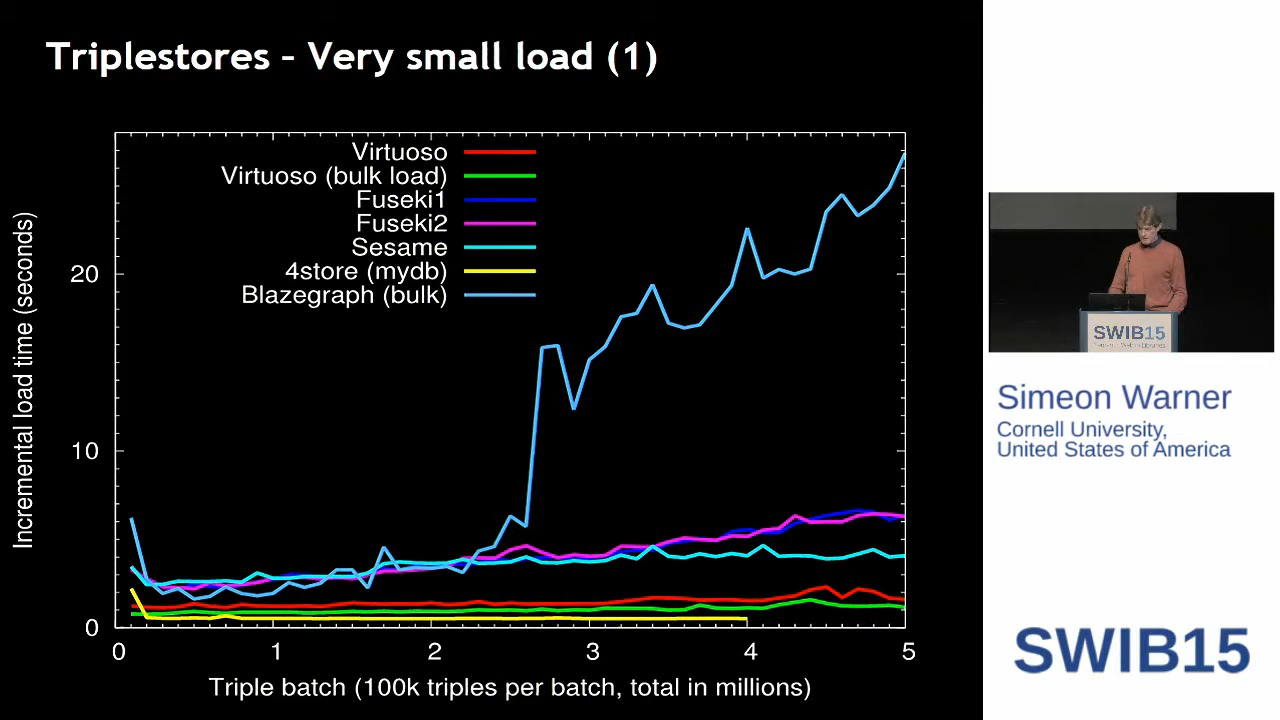 Triplestores – Very small load (1)
Virtuoso
Virtuoso (bulk load)
Fuseki1
Fuseki2
Sesame
4store (mydb)
Blazegraph (bulk)
Incremental load time (seconds)
20
10
0
0 1 2 3 4 5
Triple batch (100k triples per batch, total in millions)
SWIB15
Simeon Warner
Cornell University,
United States of America
SWIB15